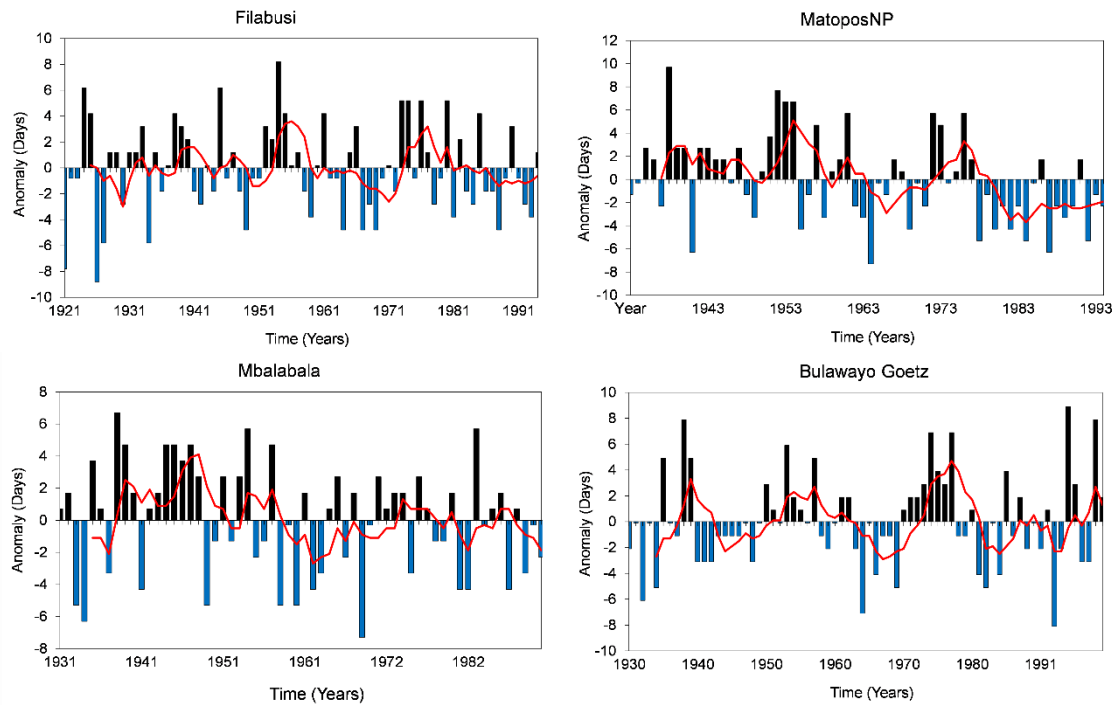 Filabusi
10
8
6
4
2
0
-2
-4
-6
-8
-10
Anomaly (Days)
1921 1931 1941 1951 1961 1971 1981 1991
Time (Years)
MatoposNP
12
10
8
6
4
2
0
-2
-4
-6
-8
-10
Anomaly (Days)
Year 1943 1953 1963 1973 1983 1993
Time (Years)
Mbalabala
8
6
4
2
0
-2
-4
-6
-8
Anomaly (Days)
1931 1941 1951 1961 1972 1982
Time (Years)
Bulawayo Goetz
10
8
6
4
2
0
-2
-4
-6
-8
-10
Anomaly (Days)
1930 1940 1950 1960 1970 1980 1991
Time (Years)